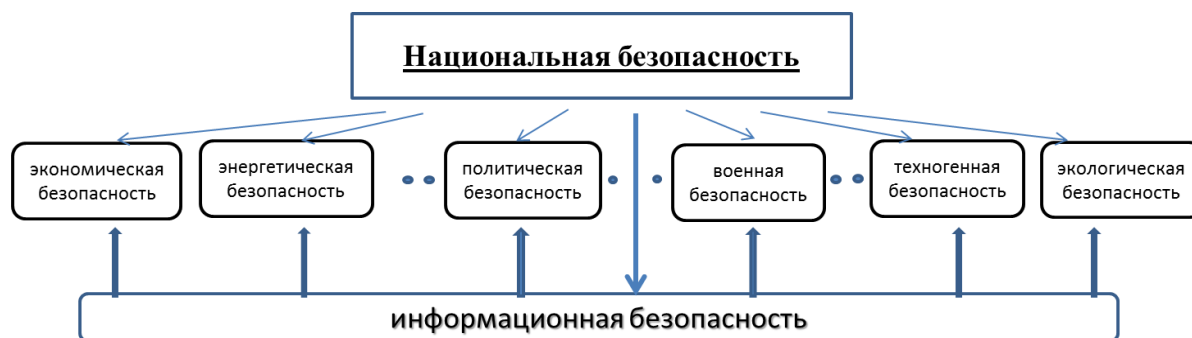 Национальная безопасность
экономическая
безопасность
энергетическая
безопасность
политическая
безопасность
военная
безопасность
техногенная
безопасность
экологическая
безопасность
информационная безопасность